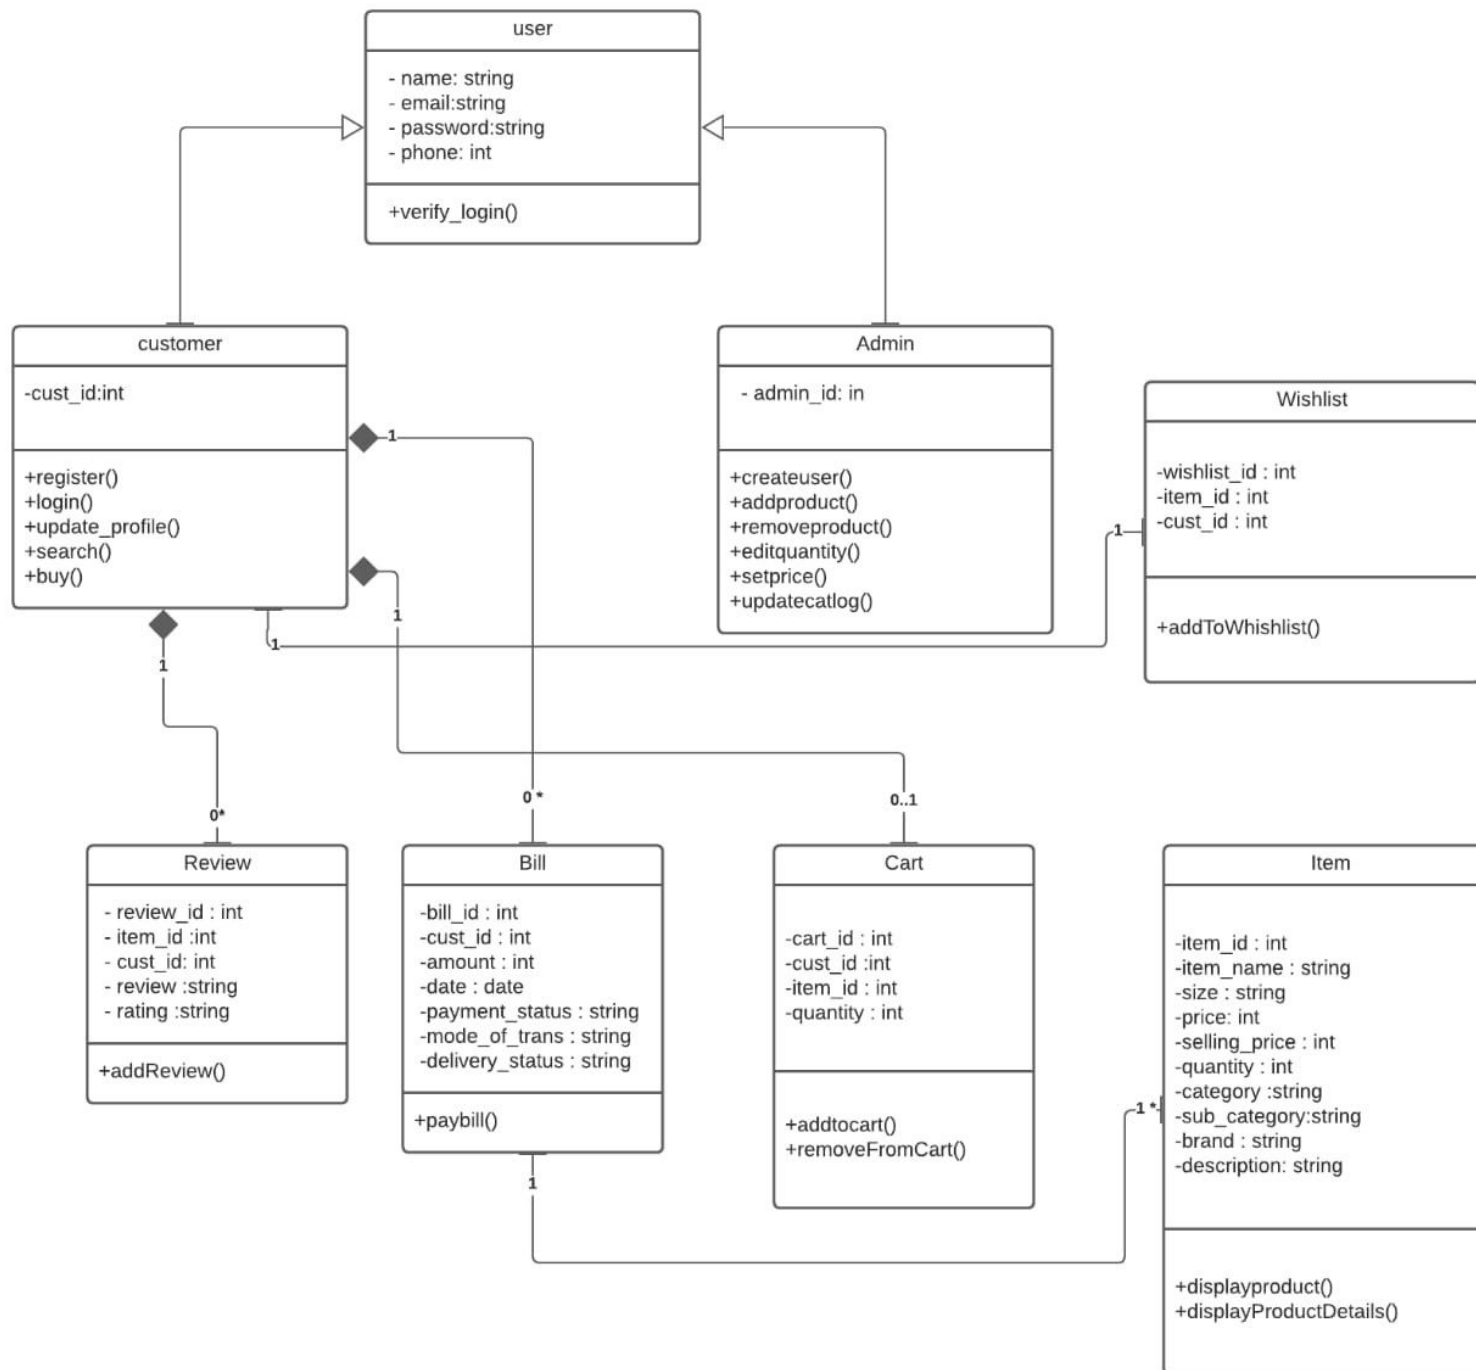 user
- name: string
- email:string
- password:string
- phone: int
+verify_login()
customer
-cust_id:int
+register()
+login()
+update_profile()
+search()
+buy()
Admin
- admin_id: in
+createuser()
+addproduct()
+removeproduct()
+editquantity()
+setprice()
+updatecatlog()
Wishlist
-wishlist_id : int
-item_id : int
-cust_id : int
+addToWhishlist()
1
1
1
1
1
0*
0 *
0..1
Review
- review_id : int
- item_id :int
- cust_id: int
- review :string
- rating :string
+addReview()
Bill
-bill_id : int
-cust_id : int
-amount : int
-date : date
-payment_status : string
-mode_of_trans : string
-delivery_status : string
+paybill()
Cart
-cart_id : int
-cust_id :int
-item_id : int
-quantity : int
+addtocart()
+removeFromCart()
Item
-item_id : int
-item_name : string
-size : string
-price: int
-selling_price : int
-quantity : int
-category :string
-sub_category:string
-brand : string
-description: string
+displayproduct()
+displayProductDetails()
1 *
1